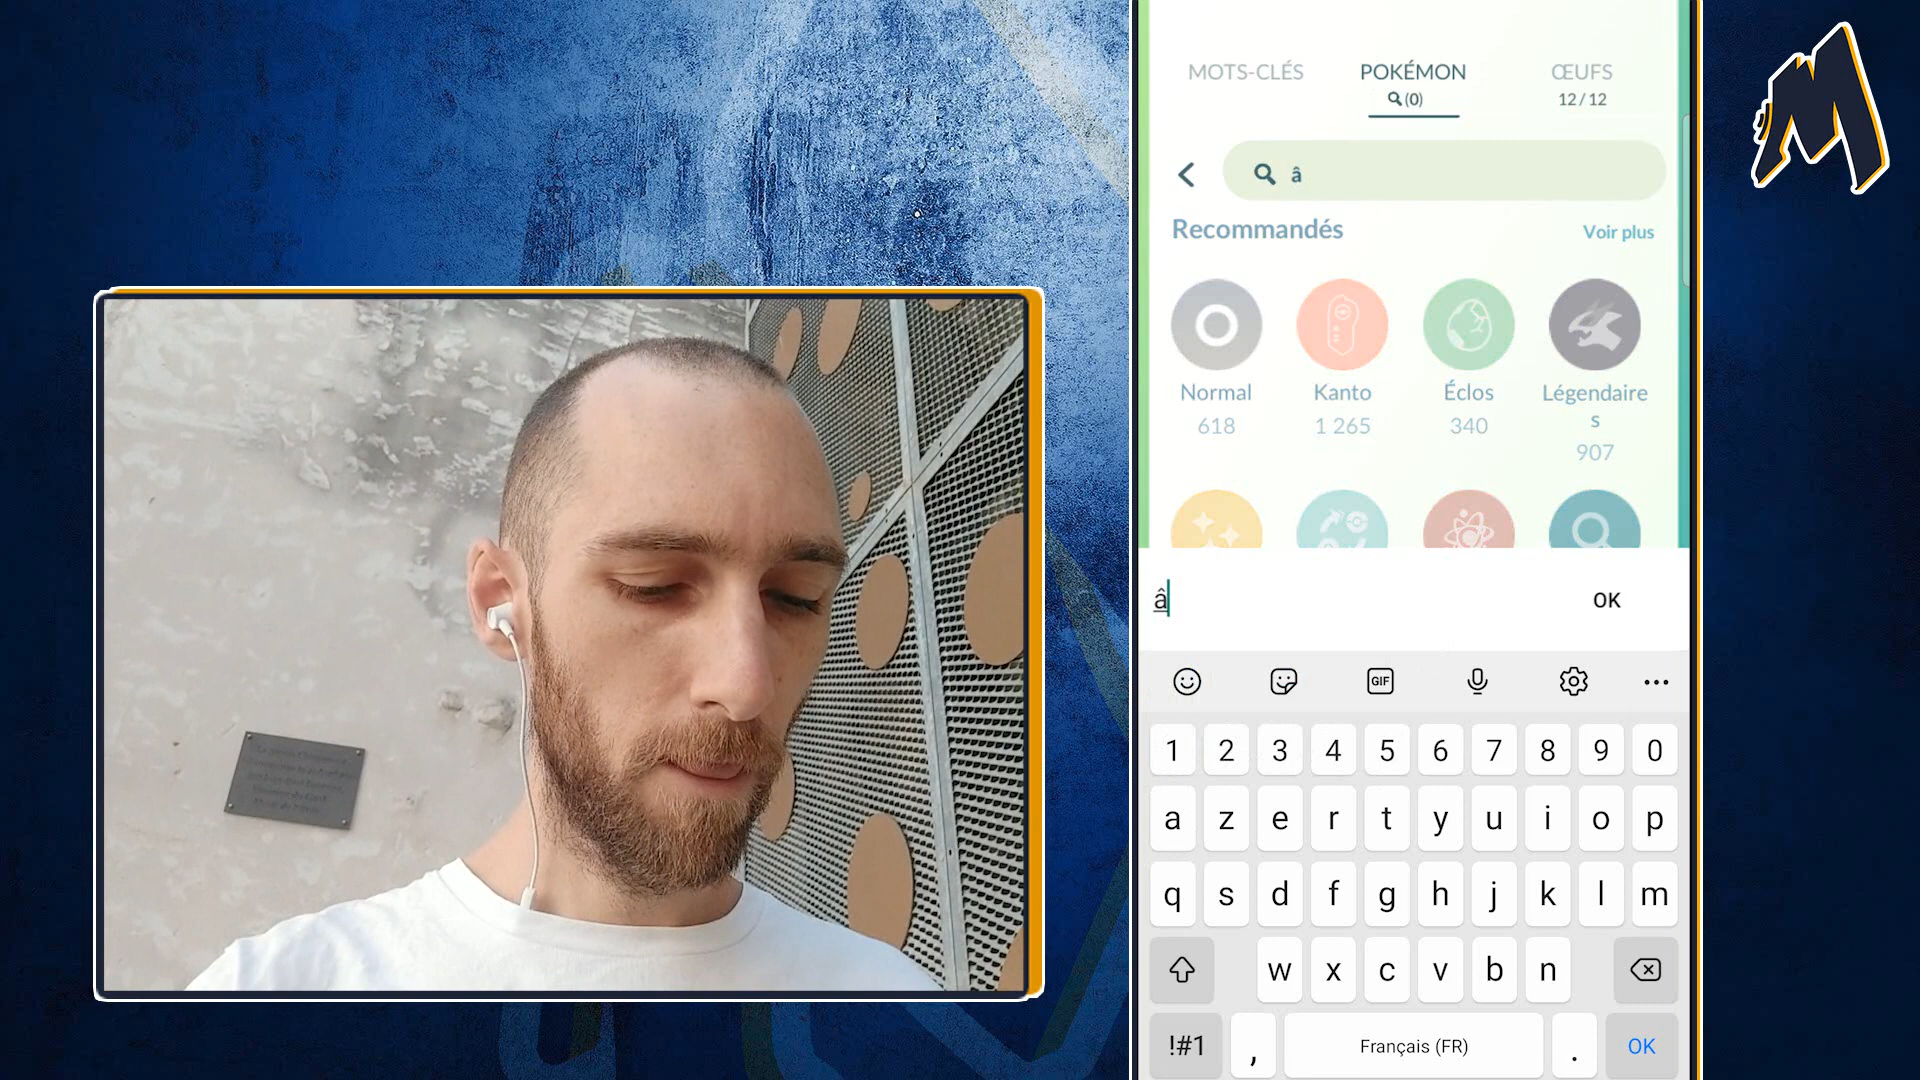 M
MOTS-CLÉS
POKÉMON
(0)
ŒUFS
12 / 12
â
Recommandés
Voir plus
Normal
618
Kanto
1 265
Éclos
340
Légendaire
s
907
â
OK
GIF
1 2 3 4 5 6 7 8 9 0
a z e r t y u i o p
q s d f g h j k l m
w x c v b n
!#1 , Français (FR) . OK